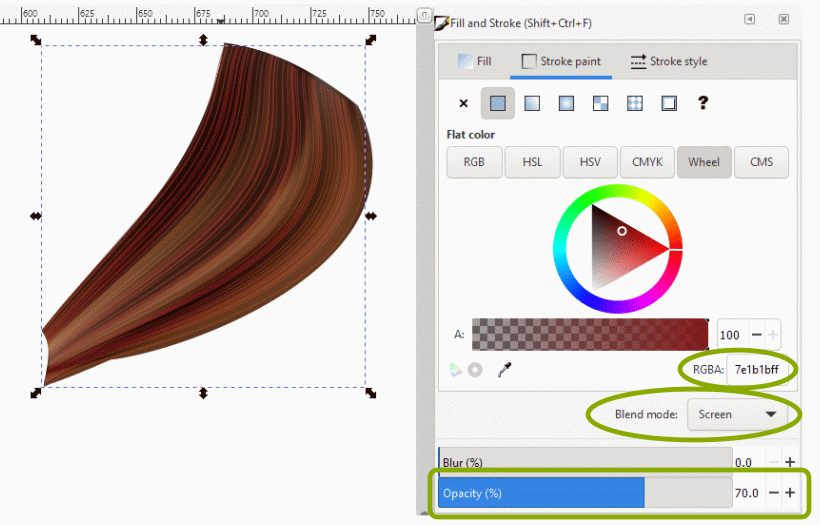 600 625 650 675 700 725 750
Fill and Stroke (Shift+Ctrl+F)
Fill Stroke paint Stroke style
?
Flat color
RGB HSL HSV CMYK Wheel CMS
A: 100
RGBA: 7e1b1bff
Blend mode: Screen
Blur (%) 0.0
Opacity (%) 70.0